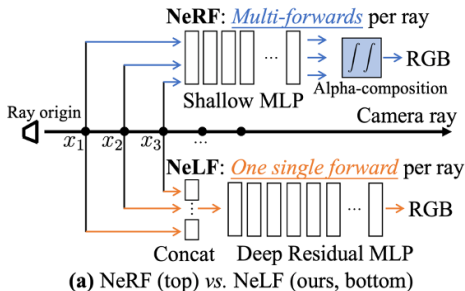 NeRF: Multi-forwards per ray
...
∬
RGB
Shallow MLP
Alpha-composition
Ray origin
Camera ray
x1 x2 x3 ...
NeLF: One single forward per ray
...
...
RGB
Concat
Deep Residual MLP
(a) NeRF (top) vs. NeLF (ours, bottom)